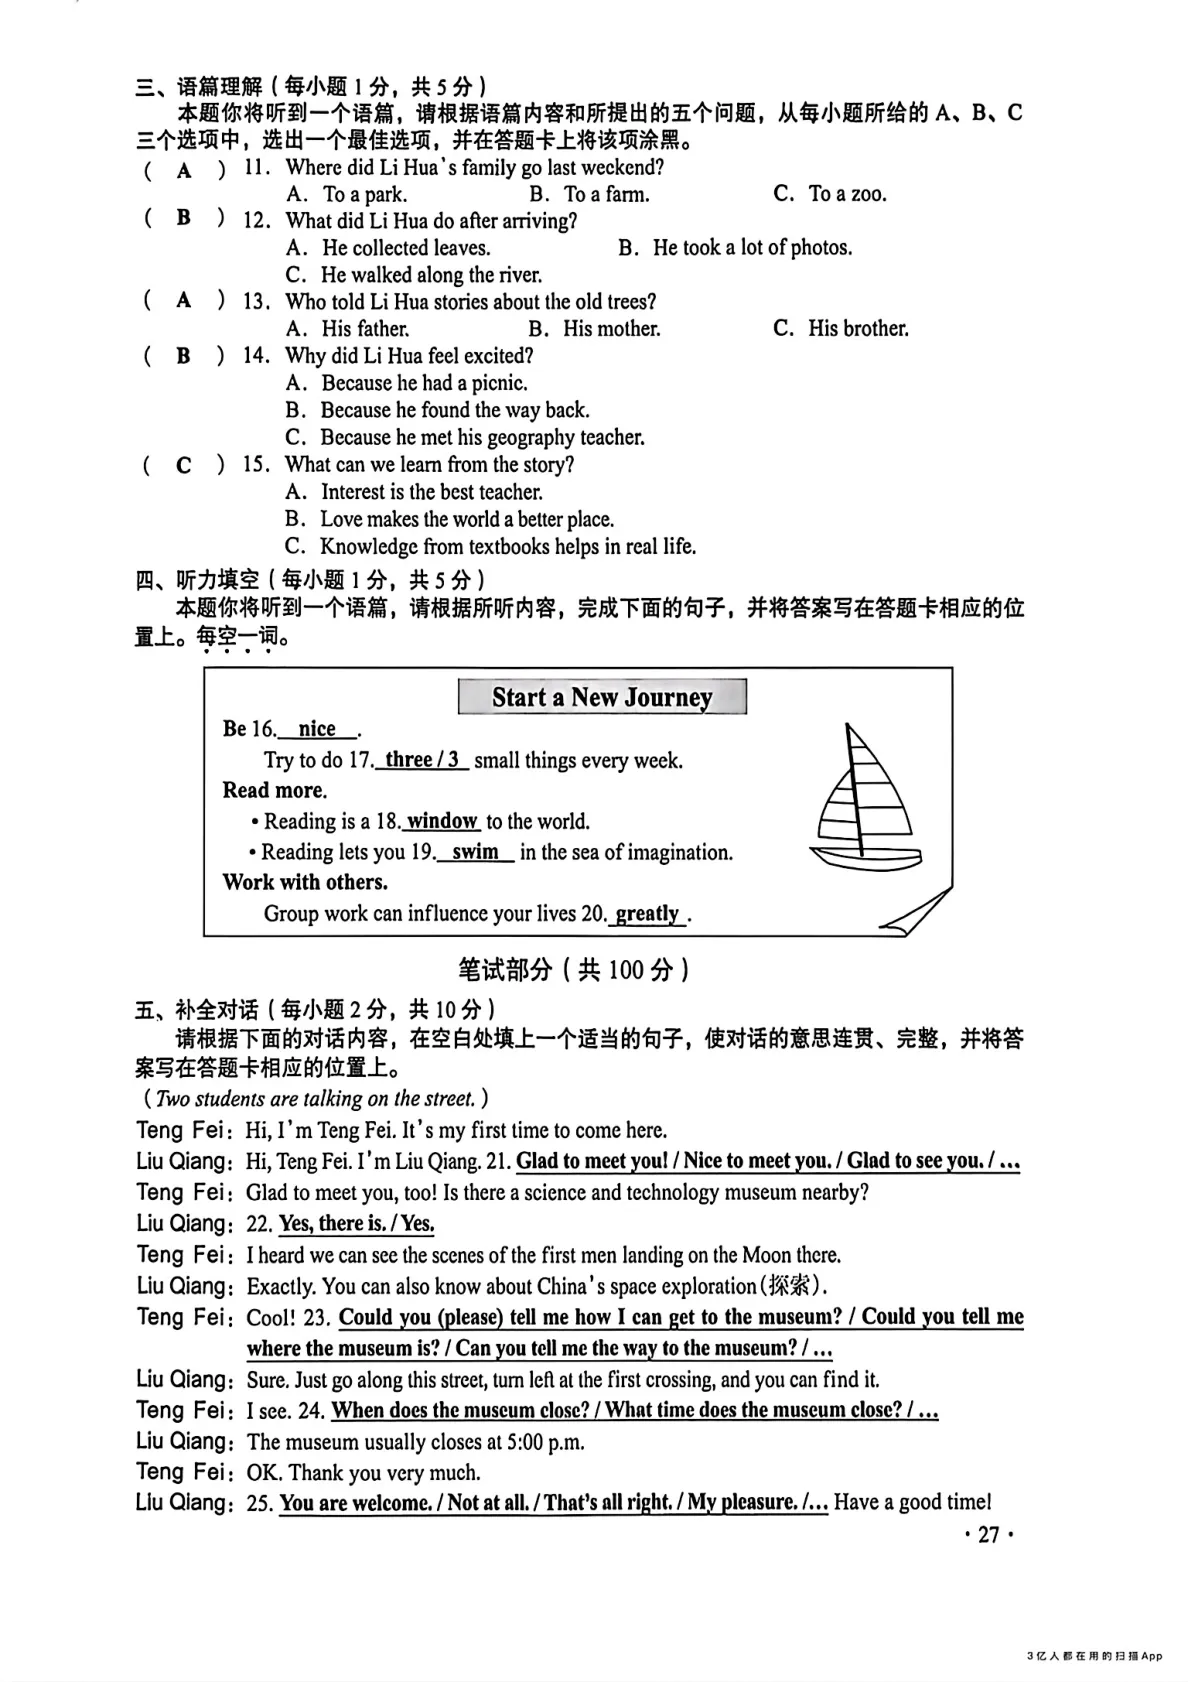 三、语篇理解（每小题 1 分，共 5 分）
本题你将听到一个语篇，请根据语篇内容和所提出的五个问题，从每小题所给的 A、B、C
三个选项中，选出一个最佳选项，并在答题卡上将该项涂黑。
（ A ）11. Where did Li Hua's family go last weekend?
A. To a park. B. To a farm. C. To a zoo.
（ B ）12. What did Li Hua do after arriving?
A. He collected leaves. B. He took a lot of photos.
C. He walked along the river.
（ A ）13. Who told Li Hua stories about the old trees?
A. His father. B. His mother. C. His brother.
（ B ）14. Why did Li Hua feel excited?
A. Because he had a picnic.
B. Because he found the way back.
C. Because he met his geography teacher.
（ C ）15. What can we learn from the story?
A. Interest is the best teacher.
B. Love makes the world a better place.
C. Knowledge from textbooks helps in real life.
四、听力填空（每小题 1 分，共 5 分）
本题你将听到一个语篇，请根据所听内容，完成下面的句子，并将答案写在答题卡相应的位
置上。每空一词。
Start a New Journey
Be 16. nice .
Try to do 17. three / 3 small things every week.
Read more.
• Reading is a 18. window to the world.
• Reading lets you 19. swim in the sea of imagination.
Work with others.
Group work can influence your lives 20. greatly .
笔试部分（共 100 分）
五、补全对话（每小题 2 分，共 10 分）
请根据下面的对话内容，在空白处填上一个适当的句子，使对话的意思连贯、完整，并将答
案写在答题卡相应的位置上。
（Two students are talking on the street.）
Teng Fei: Hi, I'm Teng Fei. It's my first time to come here.
Liu Qiang: Hi, Teng Fei. I'm Liu Qiang. 21. Glad to meet you! / Nice to meet you. / Glad to see you. / ...
Teng Fei: Glad to meet you, too! Is there a science and technology museum nearby?
Liu Qiang: 22. Yes, there is. / Yes.
Teng Fei: I heard we can see the scenes of the first men landing on the Moon there.
Liu Qiang: Exactly. You can also know about China's space exploration(探索).
Teng Fei: Cool! 23. Could you (please) tell me how I can get to the museum? / Could you tell me
where the museum is? / Can you tell me the way to the museum? / ...
Liu Qiang: Sure. Just go along this street, turn left at the first crossing, and you can find it.
Teng Fei: I see. 24. When does the museum close? / What time does the museum close? / ...
Liu Qiang: The museum usually closes at 5:00 p.m.
Teng Fei: OK. Thank you very much.
Liu Qiang: 25. You are welcome. / Not at all. / That's all right. / My pleasure. /... Have a good time!
· 27 ·
3亿人都在用的扫描App